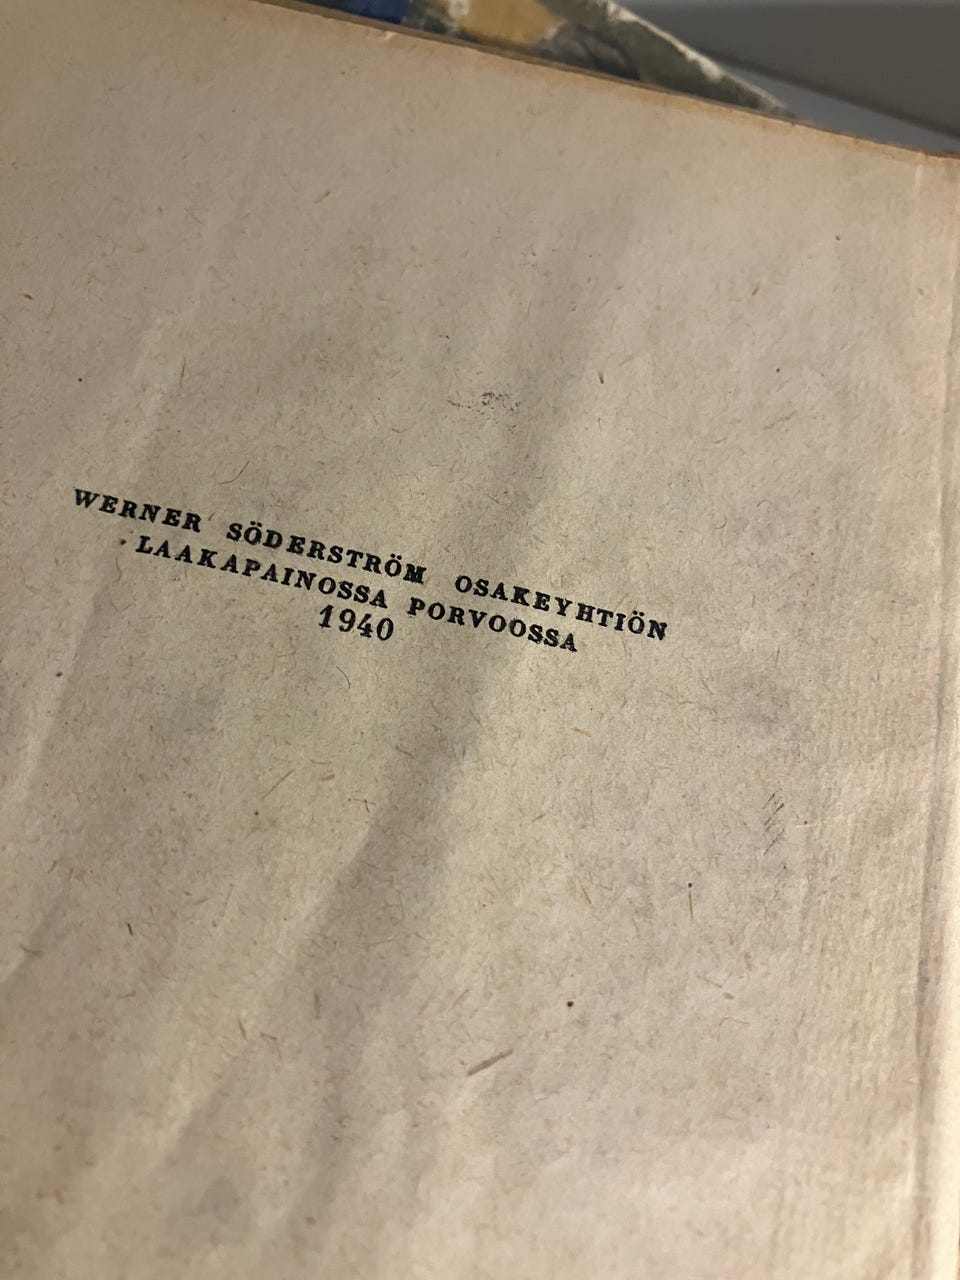 WERNER SÖDERSTRÖM OSAKEYHTIÖN
LAAKAPAINOSSA PORVOOSSA
1940